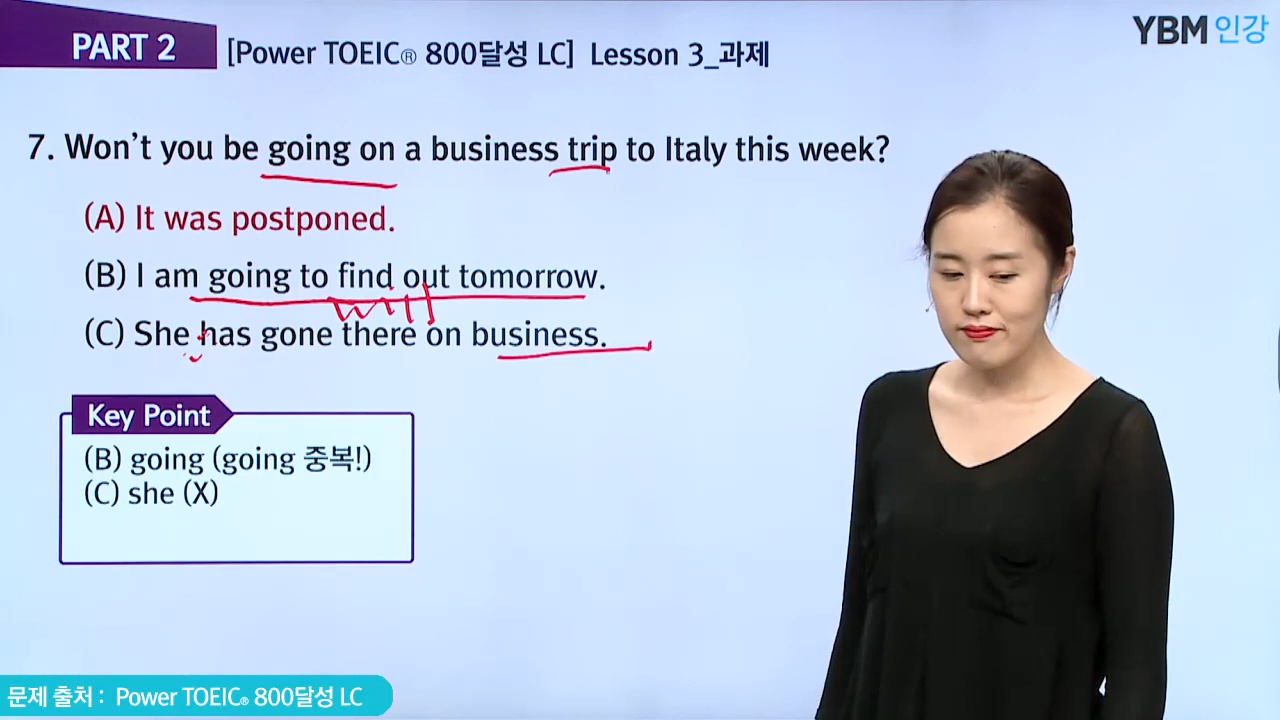 PART 2
[Power TOEIC® 800달성 LC] Lesson 3_과제
YBM 인강
7. Won't you be going on a business trip to Italy this week?
(A) It was postponed.
(B) I am going to find out tomorrow.
will
(C) She has gone there on business.
Key Point
(B) going (going 중복!)
(C) she (X)
문제 출처 : Power TOEIC® 800달성 LC